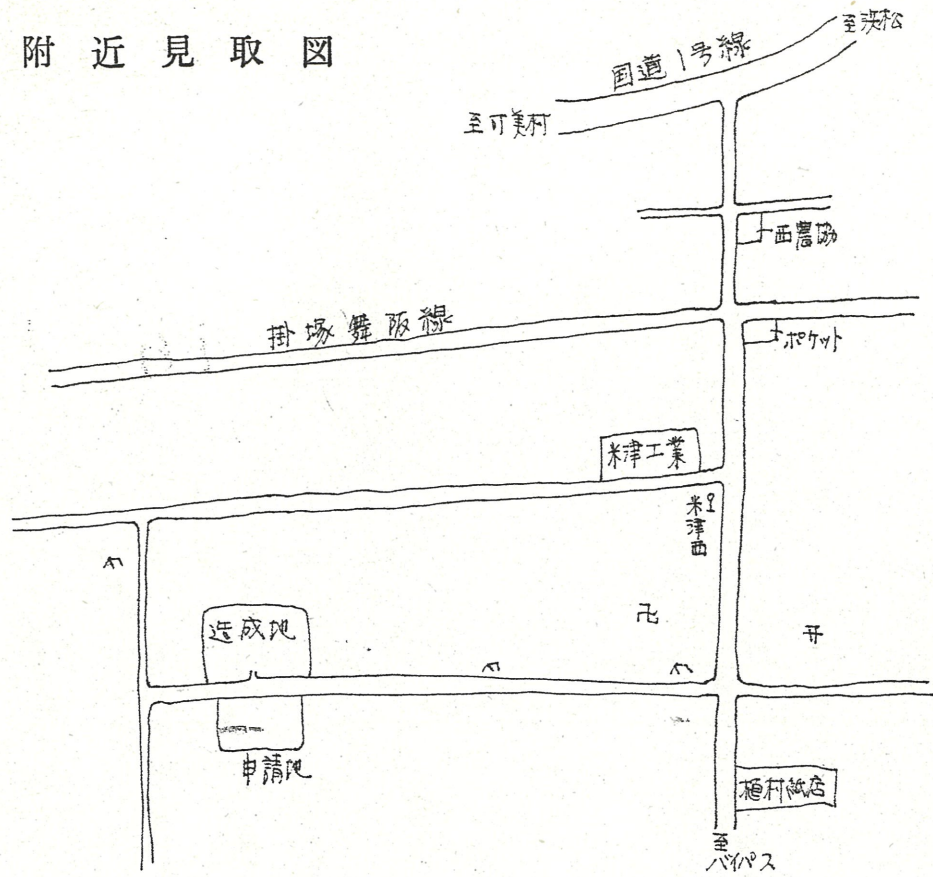 附近見取図
至浜松
国道1号線
至可美村
西農協
掛塚舞阪線
ポケット
米津工業
米津西
造成地
申請地
植村紙店
至
バイパス